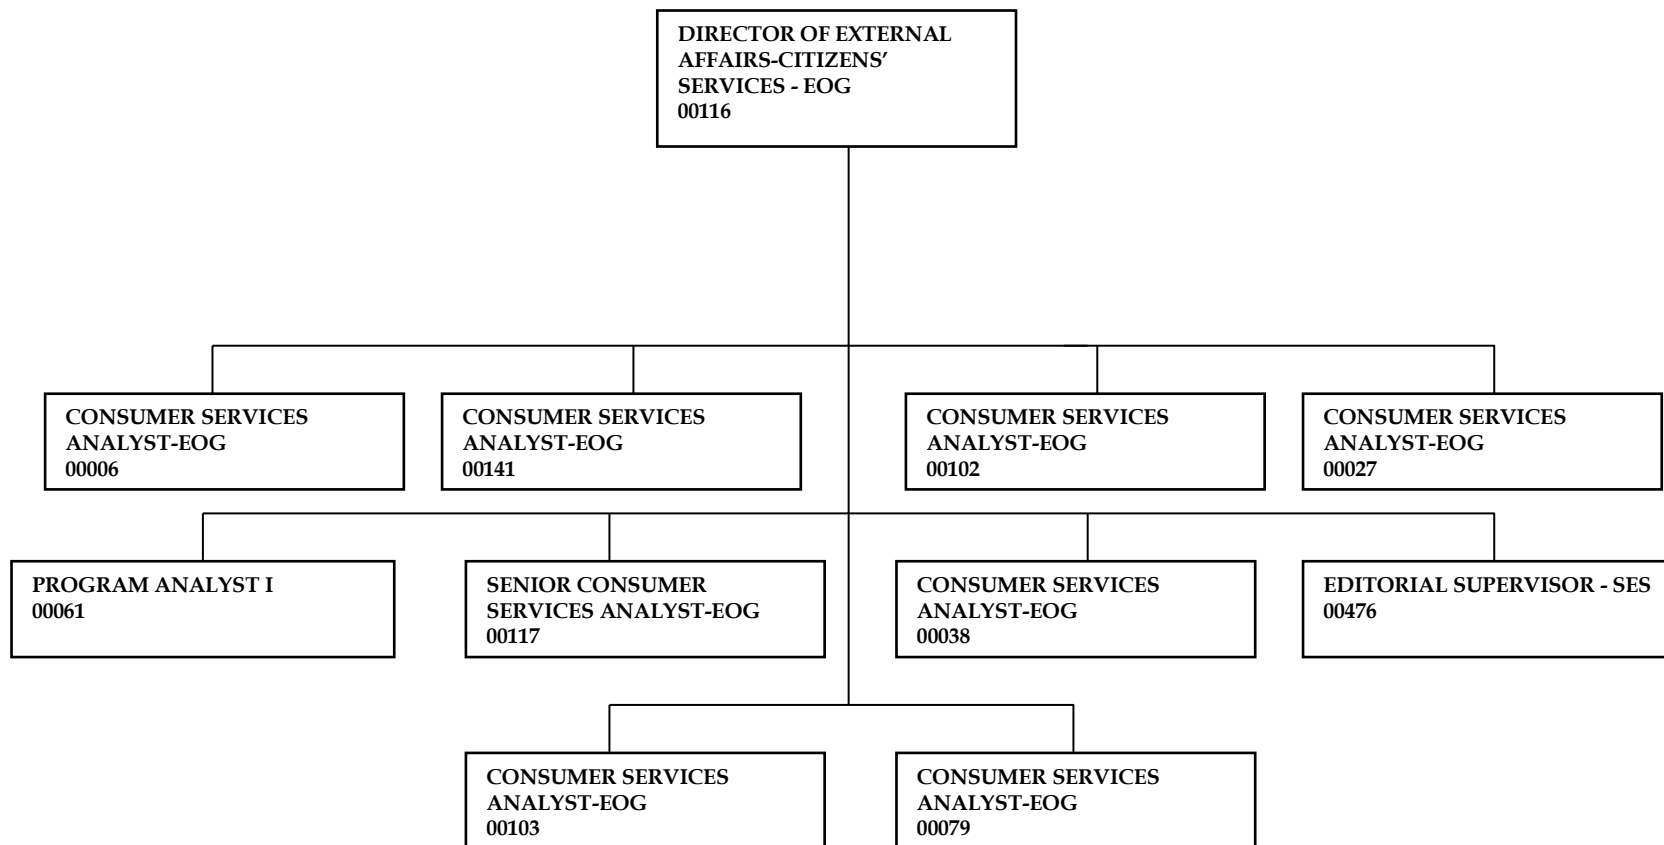 DIRECTOR OF EXTERNAL
AFFAIRS-CITIZENS’
SERVICES - EOG
00116
CONSUMER SERVICES
ANALYST-EOG
00006
CONSUMER SERVICES
ANALYST-EOG
00141
CONSUMER SERVICES
ANALYST-EOG
00102
CONSUMER SERVICES
ANALYST-EOG
00027
PROGRAM ANALYST I
00061
SENIOR CONSUMER
SERVICES ANALYST-EOG
00117
CONSUMER SERVICES
ANALYST-EOG
00038
EDITORIAL SUPERVISOR - SES
00476
CONSUMER SERVICES
ANALYST-EOG
00103
CONSUMER SERVICES
ANALYST-EOG
00079